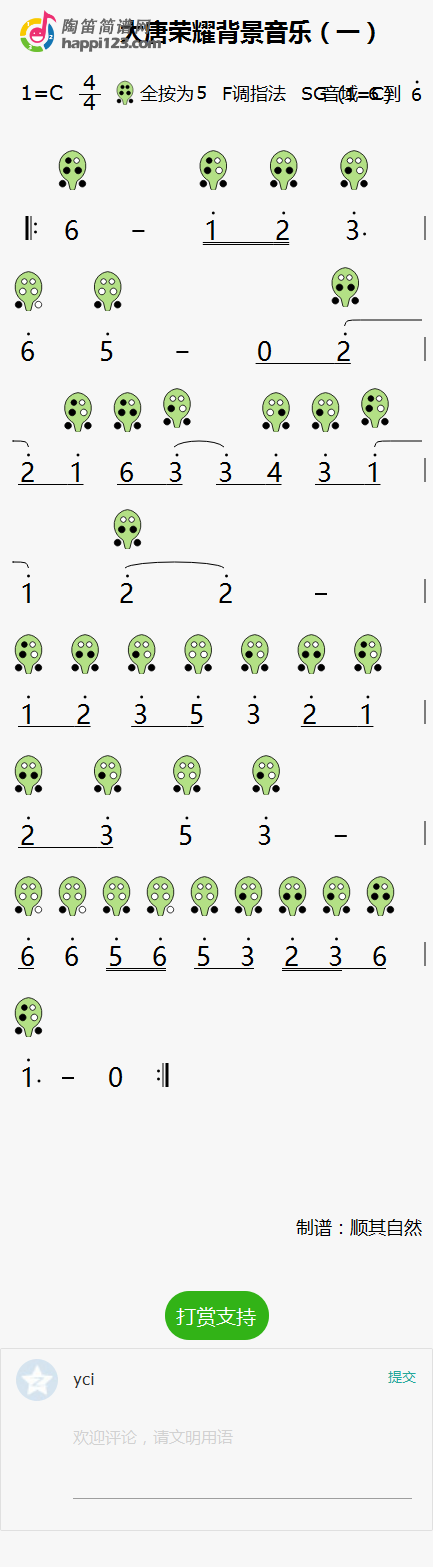 陶笛简谱网
happi123.com
大唐荣耀背景音乐（一）
1=C 4/4 全按为5 F调指法 SG（1=C） 音域 6到 6̇
‖: 6 – 1̇ 2̇ 3̇. |
6̇ 5̇ – 0 2̇ |
2̇ 1̇ 6 3̇ 3̇ 4̇ 3̇ 1̇ |
1̇ 2̇ 2̇ – |
1̇ 2̇ 3̇ 5̇ 3̇ 2̇ 1̇ |
2̇ 3̇ 5̇ 3̇ – |
6̇ 6̇ 5̇ 6̇ 5̇ 3̇ 2̇ 3̇ 6 |
1̇. – 0 :‖
制谱：顺其自然
打赏支持
yci 提交
欢迎评论，请文明用语